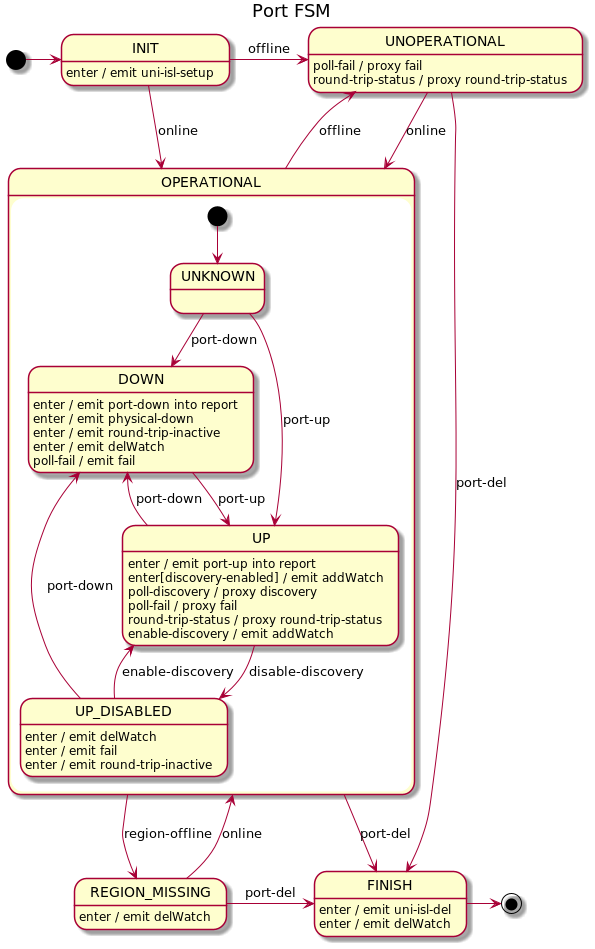 Port FSM
INIT
enter / emit uni-isl-setup
offline
UNOPERATIONAL
poll-fail / proxy fail
round-trip-status / proxy round-trip-status
online
offline
online
OPERATIONAL
UNKNOWN
port-down
DOWN
enter / emit port-down into report
enter / emit physical-down
enter / emit round-trip-inactive
enter / emit delWatch
poll-fail / emit fail
port-up
port-del
port-down
port-up
UP
enter / emit port-up into report
enter[discovery-enabled] / emit addWatch
poll-discovery / proxy discovery
poll-fail / proxy fail
round-trip-status / proxy round-trip-status
enable-discovery / emit addWatch
port-down
enable-discovery
disable-discovery
UP_DISABLED
enter / emit delWatch
enter / emit fail
enter / emit round-trip-inactive
region-offline
online
port-del
REGION_MISSING
enter / emit delWatch
port-del
FINISH
enter / emit uni-isl-del
enter / emit delWatch